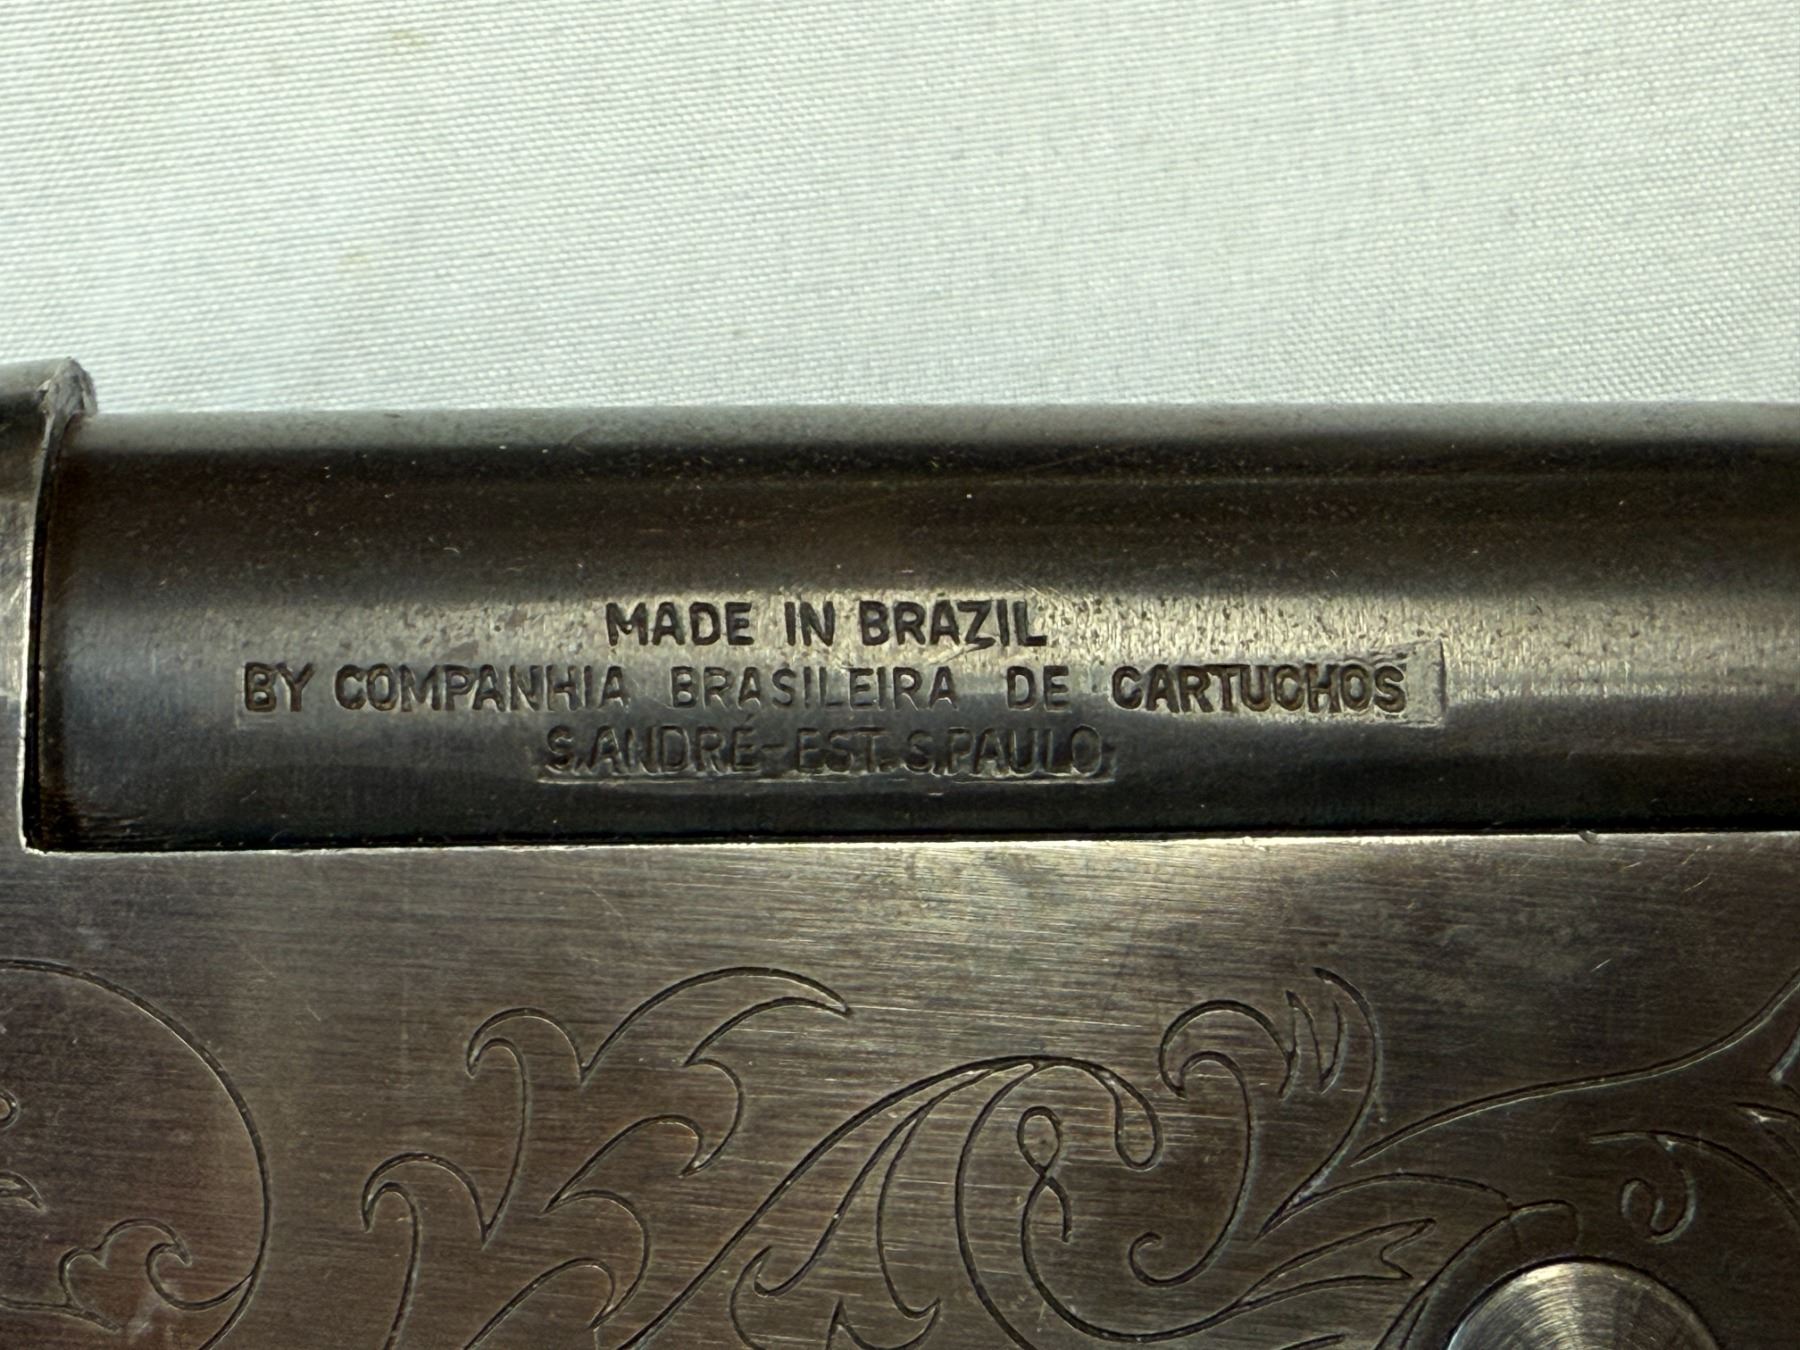 MADE IN BRAZIL
BY COMPANHIA BRASILEIRA DE CARTUCHOS
S.ANDRÉ-EST.S.PAULO